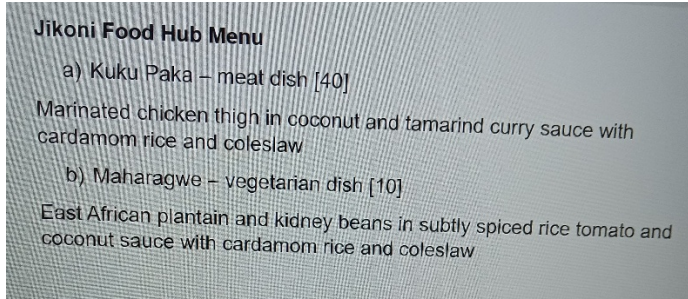 Jikoni Food Hub Menu
a) Kuku Paka – meat dish [40]
Marinated chicken thigh in coconut and tamarind curry sauce with
cardamom rice and coleslaw
b) Maharagwe – vegetarian dish [10]
East African plantain and kidney beans in subtly spiced rice tomato and
coconut sauce with cardamom rice and coleslaw